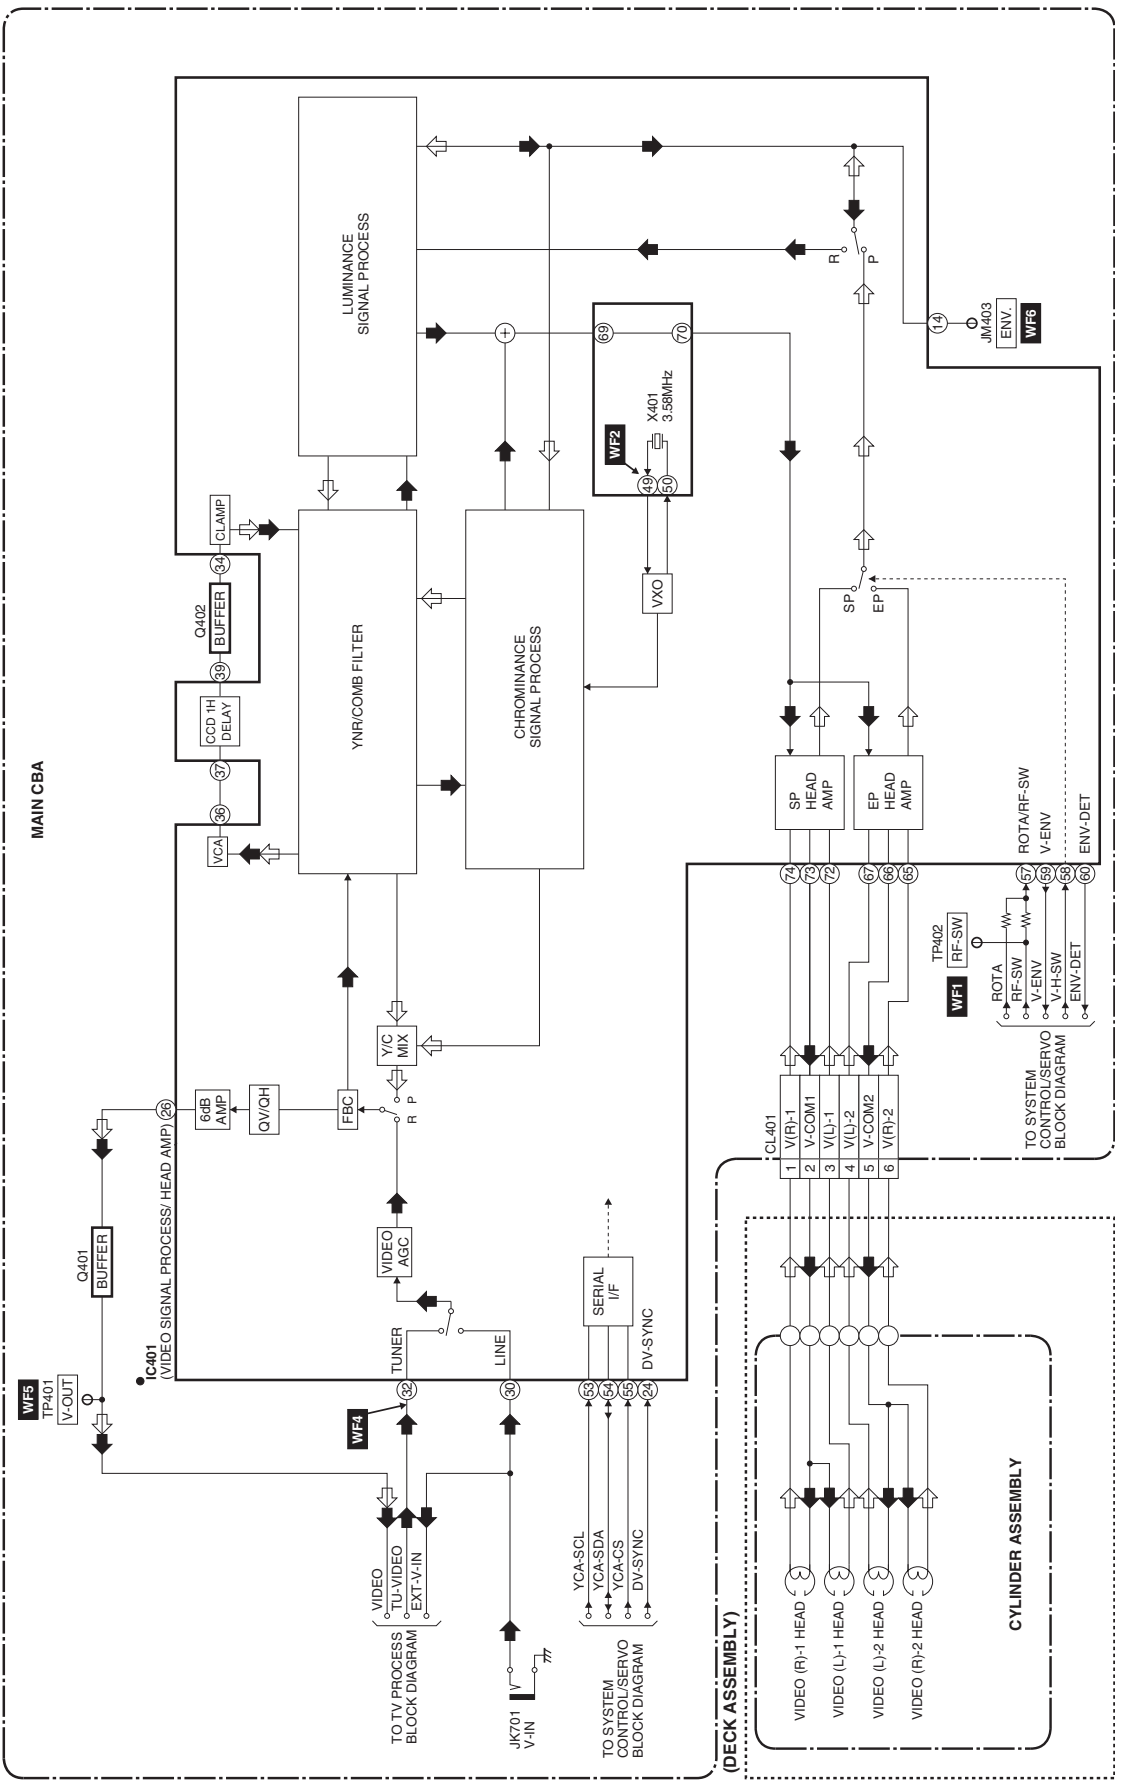 MAIN CBA
IC401
(VIDEO SIGNAL PROCESS/ HEAD AMP)
26
Q401
BUFFER
WF5
TP401
V-OUT
6dB
AMP
QV/QH
FBC
R
P
Y/C
MIX
VIDEO
AGC
TUNER
LINE
WF4
32
30
VIDEO
TU-VIDEO
EXT-V-IN
TO TV PROCESS
BLOCK DIAGRAM
JK701
V-IN
VCA
36
37
CCD 1H
DELAY
39
Q402
BUFFER
34
CLAMP
YNR/COMB FILTER
LUMINANCE
SIGNAL PROCESS
CHROMINANCE
SIGNAL PROCESS
+
69
70
WF2
49
50
X401
3.58MHz
VXO
R
P
14
JM403
ENV.
WF6
SP
EP
SP
HEAD
AMP
EP
HEAD
AMP
74
73
72
67
66
65
57
59
58
60
ROTA/RF-SW
V-ENV
ENV-DET
TP402
RF-SW
WF1
ROTA
RF-SW
V-ENV
V-H-SW
ENV-DET
TO SYSTEM
CONTROL/SERVO
BLOCK DIAGRAM
SERIAL
I/F
DV-SYNC
53
54
55
24
YCA-SCL
YCA-SDA
YCA-CS
DV-SYNC
TO SYSTEM
CONTROL/SERVO
BLOCK DIAGRAM
CL401
1 V(R)-1
2 V-COM1
3 V(L)-1
4 V(L)-2
5 V-COM2
6 V(R)-2
(DECK ASSEMBLY)
VIDEO (R)-1 HEAD
VIDEO (L)-1 HEAD
VIDEO (L)-2 HEAD
VIDEO (R)-2 HEAD
CYLINDER ASSEMBLY